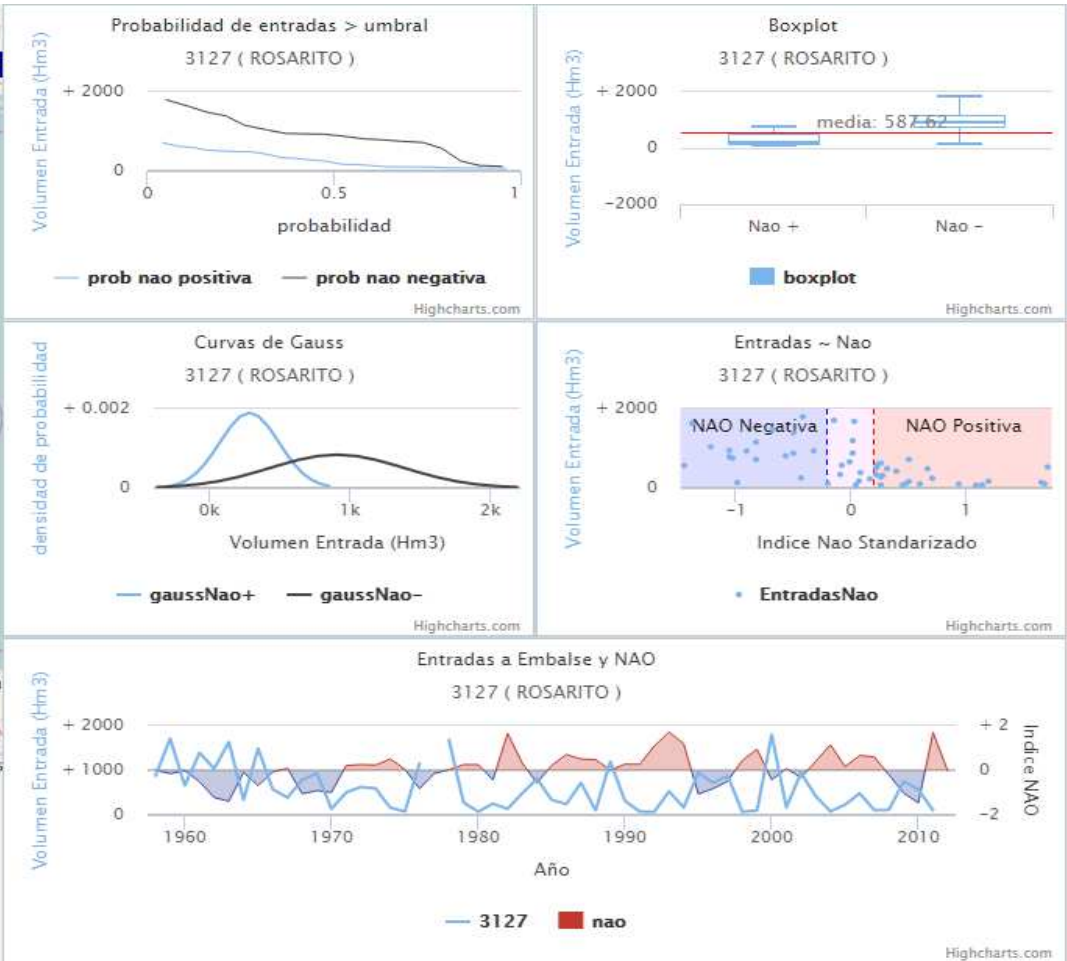 Probabilidad de entradas > umbral
3127 ( ROSARITO )
Volumen Entrada (Hm3)
+ 2000
0
0
0.5
1
probabilidad
prob nao positiva
prob nao negativa
Highcharts.com
Boxplot
3127 ( ROSARITO )
Volumen Entrada (Hm3)
+ 2000
0
−2000
media: 587.62
Nao +
Nao -
boxplot
Highcharts.com
Curvas de Gauss
3127 ( ROSARITO )
densidad de probabilidad
+ 0.002
0
0k
1k
2k
Volumen Entrada (Hm3)
gaussNao+
gaussNao-
Highcharts.com
Entradas ~ Nao
3127 ( ROSARITO )
Volumen Entrada (Hm3)
+ 2000
0
NAO Negativa
NAO Positiva
−1
0
1
Indice Nao Standarizado
EntradasNao
Highcharts.com
Entradas a Embalse y NAO
3127 ( ROSARITO )
Volumen Entrada (Hm3)
+ 2000
+ 1000
0
+ 2
0
−2
Indice NAO
1960
1970
1980
1990
2000
2010
Año
3127
nao
Highcharts.com